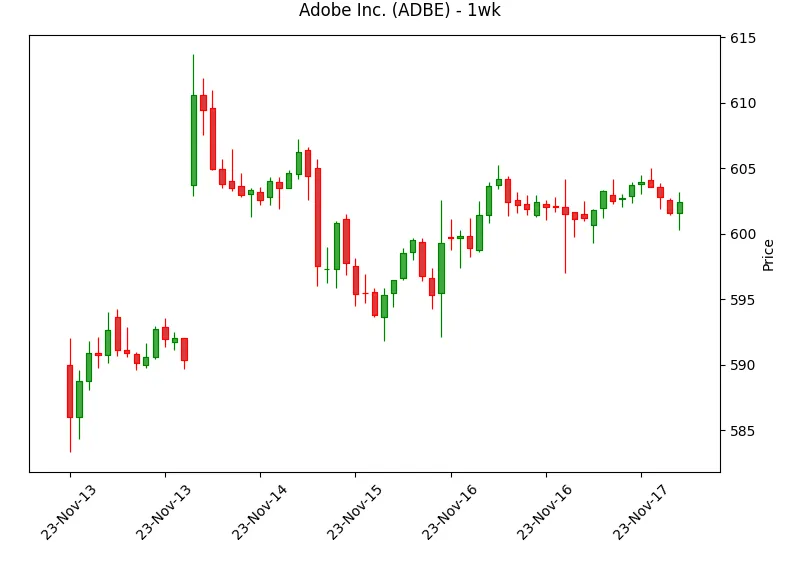 Adobe Inc. (ADBE) - 1wk
615
610
605
600
595
590
585
Price
23-Nov-13
23-Nov-13
23-Nov-14
23-Nov-15
23-Nov-16
23-Nov-16
23-Nov-17